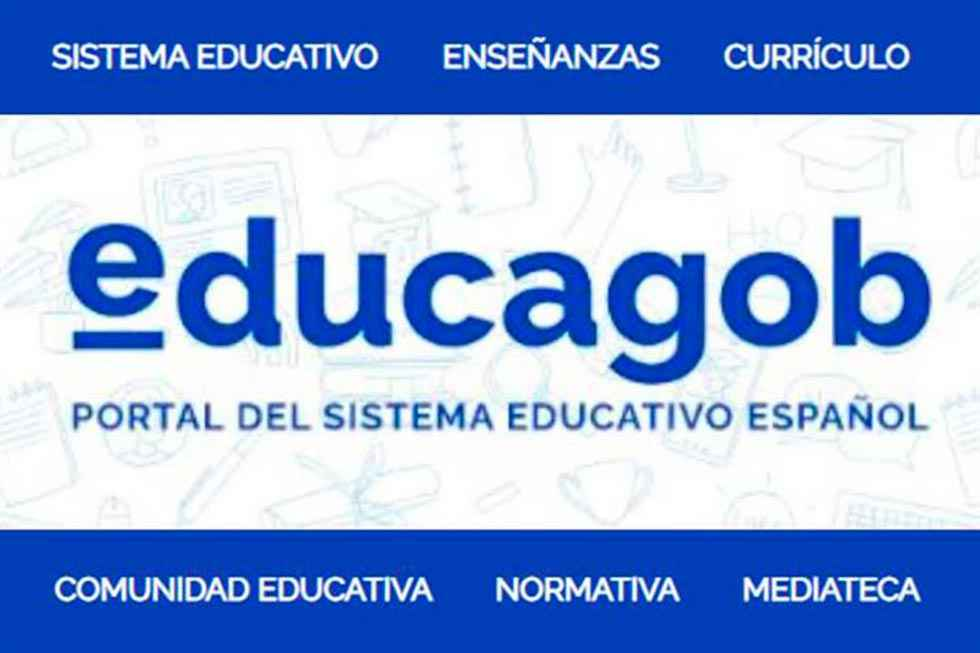 SISTEMA EDUCATIVO ENSEÑANZAS CURRÍCULO
educagob
PORTAL DEL SISTEMA EDUCATIVO ESPAÑOL
COMUNIDAD EDUCATIVA NORMATIVA MEDIATECA